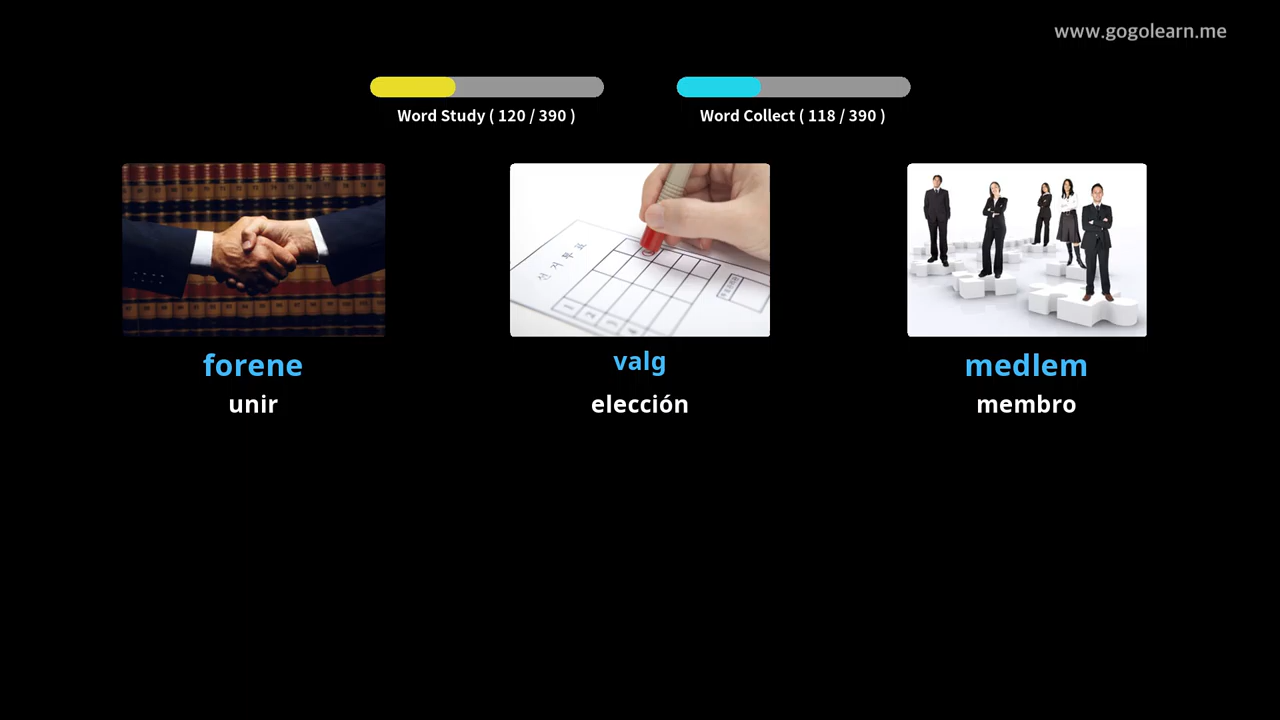 www.gogolearn.me
Word Study ( 120 / 390 )
Word Collect ( 118 / 390 )
forene
valg
medlem
unir
elección
membro